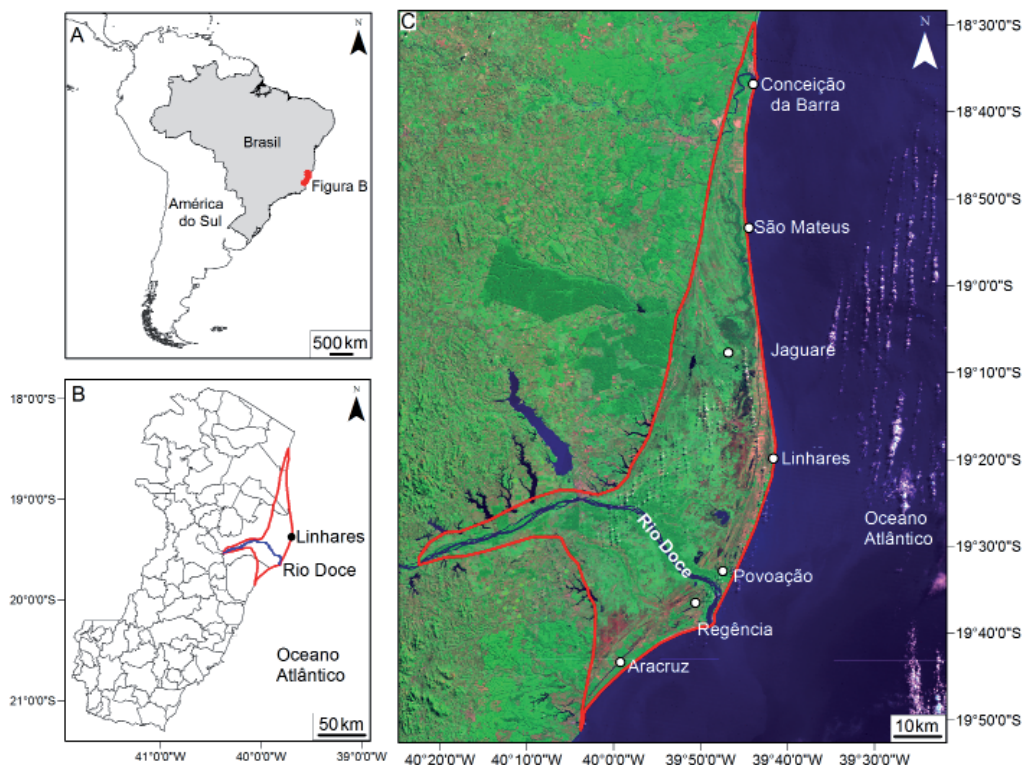 A
N
Brasil
Figura B
América
do Sul
500 km
B
N
18°0'0"S
19°0'0"S
20°0'0"S
21°0'0"S
Linhares
Rio Doce
Oceano
Atlântico
50 km
41°0'0"W
40°0'0"W
39°0'0"W
C
N
Conceição
da Barra
São Mateus
Jaguaré
Linhares
Oceano
Atlântico
Rio Doce
Povoação
Regência
Aracruz
10km
18°30'0"S
18°40'0"S
18°50'0"S
19°0'0"S
19°10'0"S
19°20'0"S
19°30'0"S
19°40'0"S
19°50'0"S
40°20'0"W
40°10'0"W
40°0'0"W
39°50'0"W
39°40'0"W
39°30'0"W